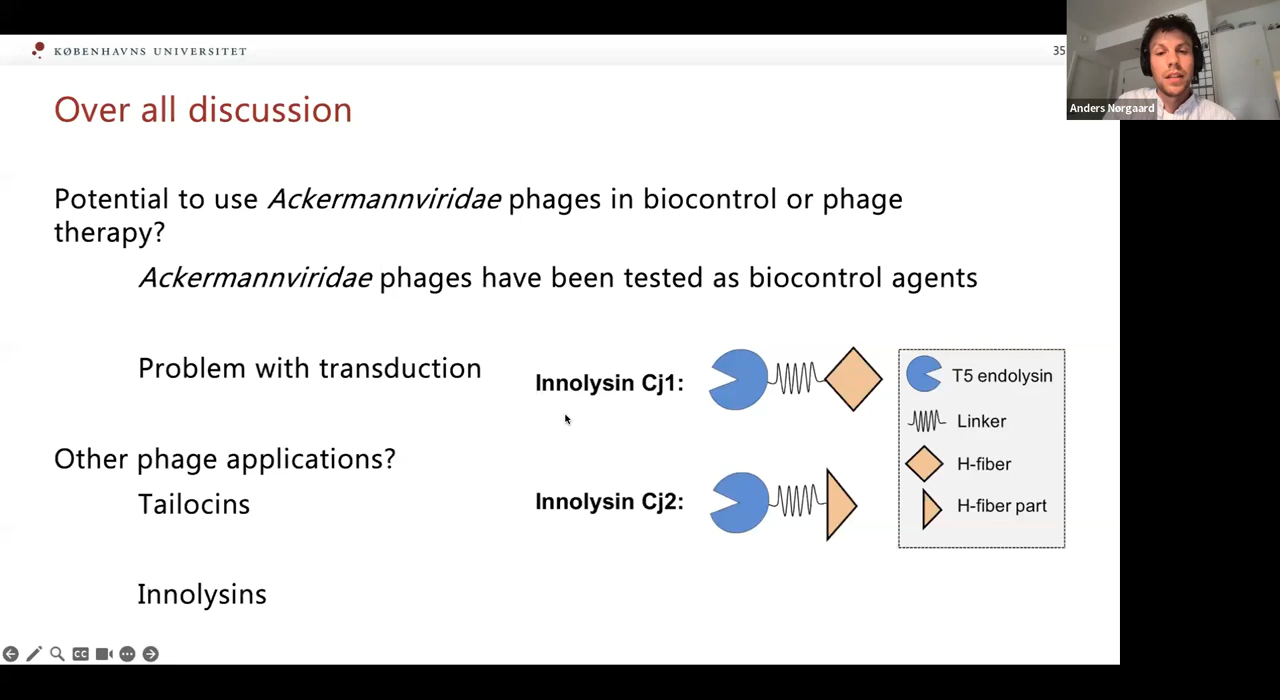 KØBENHAVNS UNIVERSITET
35
Anders Nørgaard
Over all discussion
Potential to use Ackermannviridae phages in biocontrol or phage
therapy?
Ackermannviridae phages have been tested as biocontrol agents
Problem with transduction
Other phage applications?
Tailocins
Innolysins
Innolysin Cj1:
Innolysin Cj2:
T5 endolysin
Linker
H-fiber
H-fiber part
CC